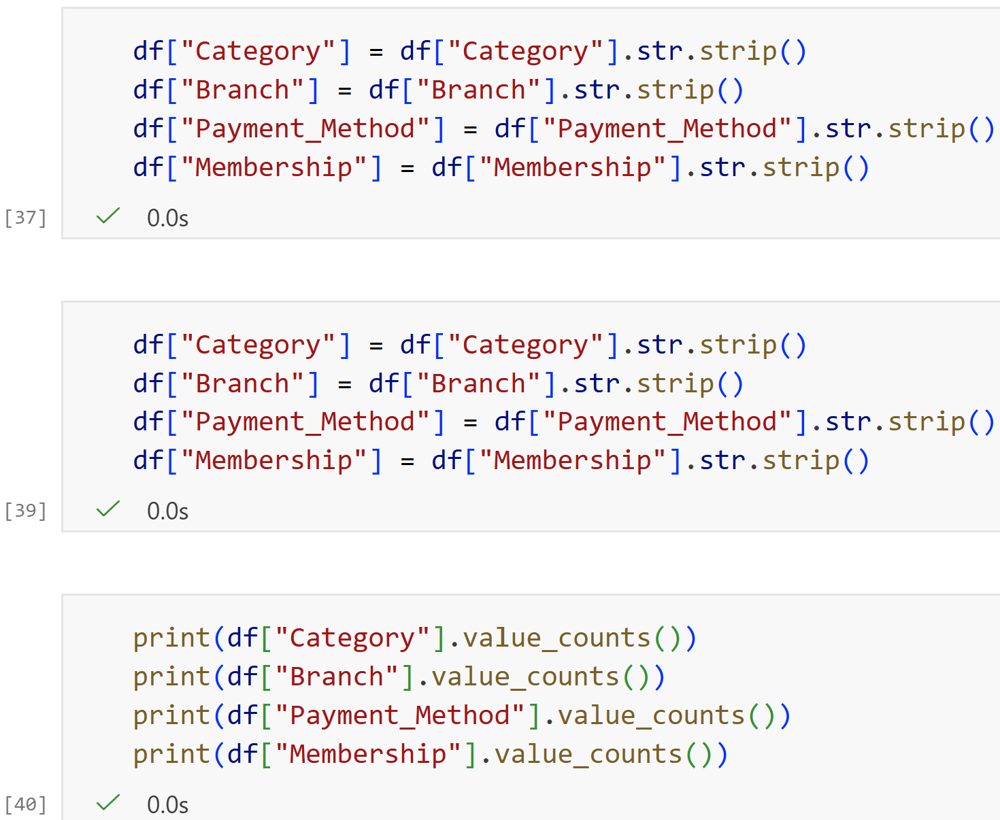 df["Category"] = df["Category"].str.strip()
df["Branch"] = df["Branch"].str.strip()
df["Payment_Method"] = df["Payment_Method"].str.strip()
df["Membership"] = df["Membership"].str.strip()
[37] 0.0s
df["Category"] = df["Category"].str.strip()
df["Branch"] = df["Branch"].str.strip()
df["Payment_Method"] = df["Payment_Method"].str.strip()
df["Membership"] = df["Membership"].str.strip()
[39] 0.0s
print(df["Category"].value_counts())
print(df["Branch"].value_counts())
print(df["Payment_Method"].value_counts())
print(df["Membership"].value_counts())
[40] 0.0s